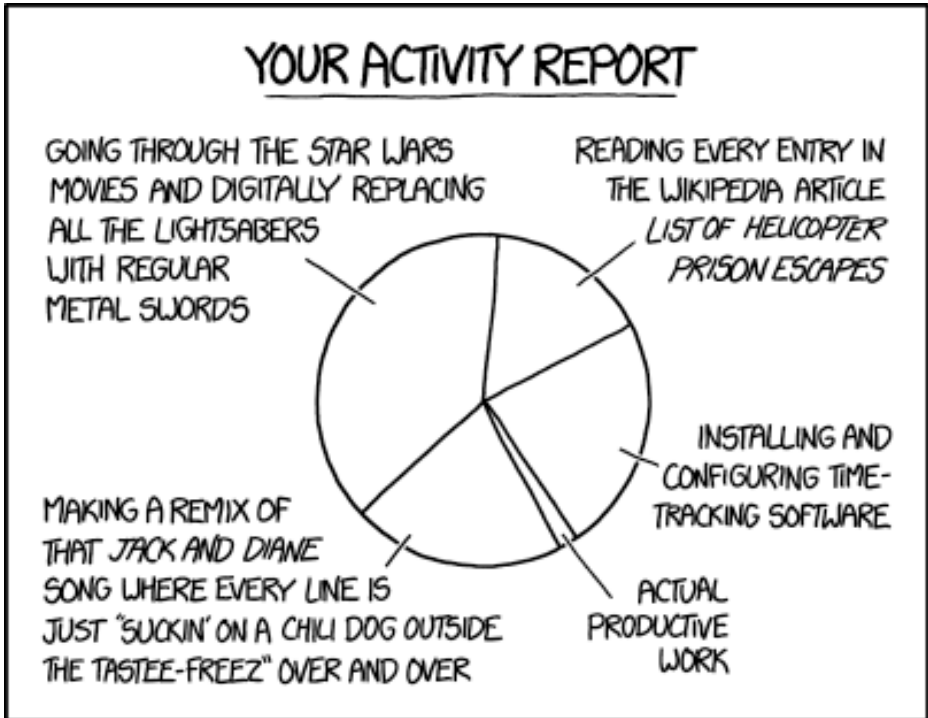 YOUR ACTIVITY REPORT
GOING THROUGH THE STAR WARS
MOVIES AND DIGITALLY REPLACING
ALL THE LIGHTSABERS
WITH REGULAR
METAL SWORDS
READING EVERY ENTRY IN
THE WIKIPEDIA ARTICLE
LIST OF HELICOPTER
PRISON ESCAPES
INSTALLING AND
CONFIGURING TIME-
TRACKING SOFTWARE
ACTUAL
PRODUCTIVE
WORK
MAKING A REMIX OF
THAT JACK AND DIANE
SONG WHERE EVERY LINE IS
JUST "SUCKIN' ON A CHILI DOG OUTSIDE
THE TASTEE-FREEZ" OVER AND OVER